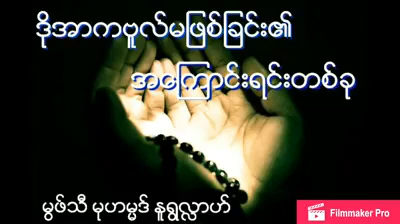 ဒိုအာကဗူလ်မဖြစ်ခြင်း၏
အကြောင်းရင်းတစ်ခု
မွဖ်သီ မုဟမ္မဒ် နူရွလ္လာဟ်
Filmmaker Pro